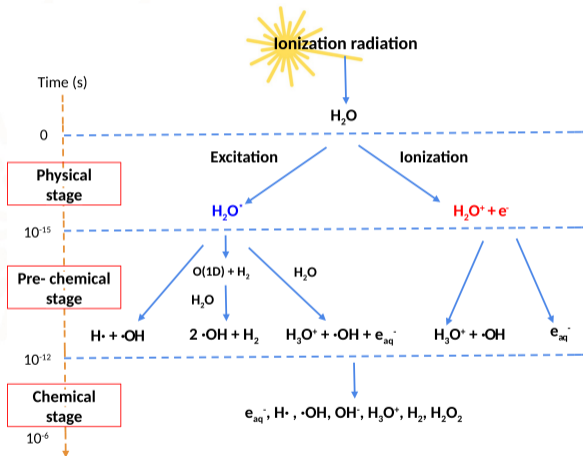 Ionization radiation
Time (s)
H₂O
0
Excitation
Ionization
Physical
stage
H₂O*
H₂O⁺ + e⁻
10⁻¹⁵
Pre- chemical
stage
O(1D) + H₂
H₂O
H₂O
H• + •OH
2 •OH + H₂
H₃O⁺ + •OH + eₐq⁻
H₃O⁺ + •OH
eₐq⁻
10⁻¹²
Chemical
stage
eₐq⁻, H• , •OH, OH⁻, H₃O⁺, H₂, H₂O₂
10⁻⁶